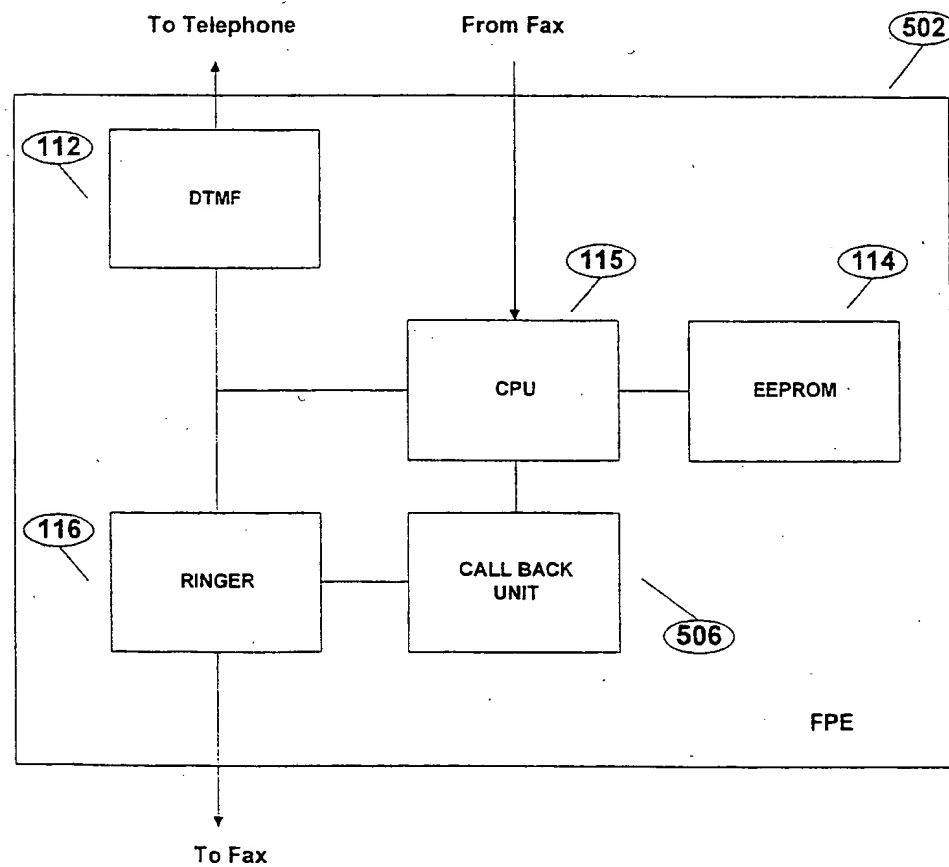 To Telephone
From Fax
502
112
DTMF
115
114
CPU
EEPROM
116
RINGER
CALL BACK
UNIT
506
FPE
To Fax